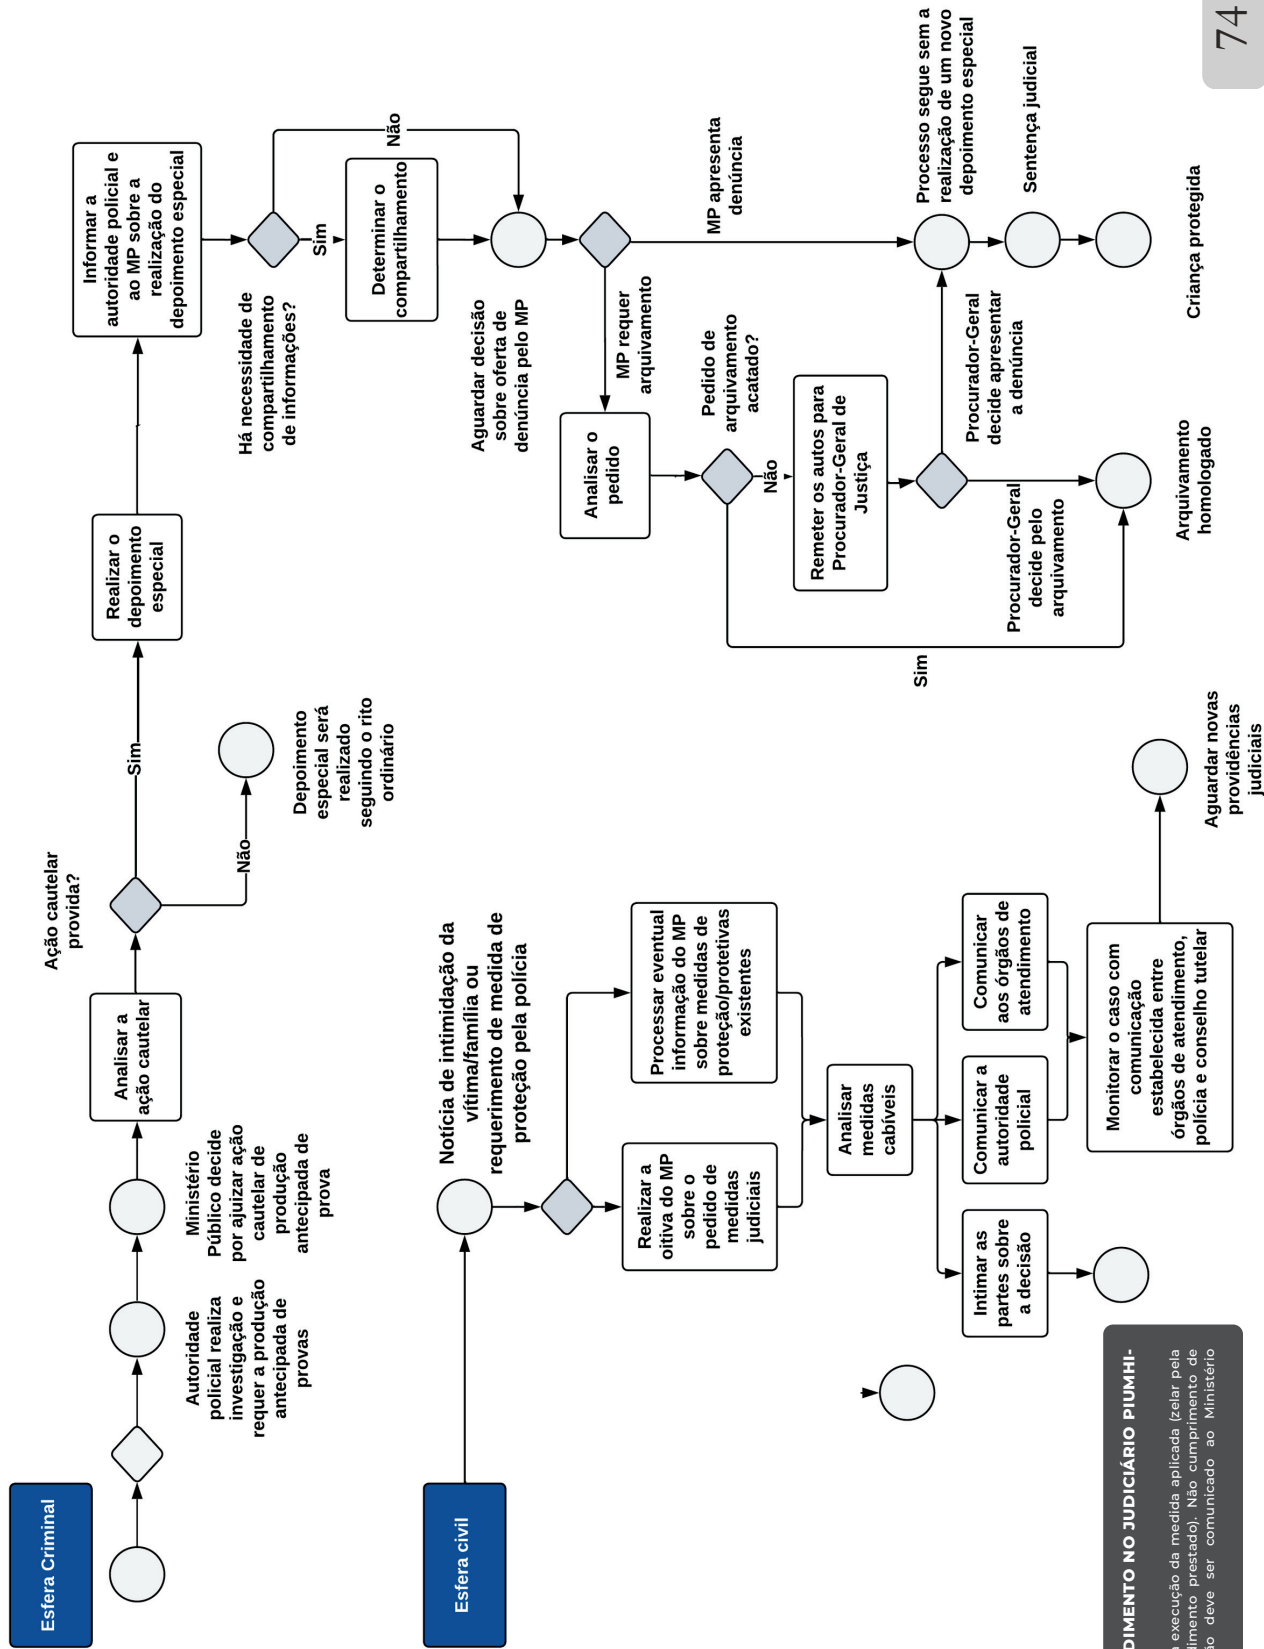 Esfera Criminal
Autoridade
policial realiza
investigação e
requer a produção
antecipada de
provas
Ministério
Público decide
por ajuizar ação
cautelar de
produção
antecipada de
prova
Analisar a
ação cautelar
Ação cautelar
provida?
Sim
Não
Depoimento
especial será
realizado
seguindo o rito
ordinário
Realizar o
depoimento
especial
Informar a
autoridade policial e
ao MP sobre a
realização do
depoimento especial
Há necessidade de
compartilhamento
de informações?
Sim
Não
Determinar o
compartilhamento
Aguardar decisão
sobre oferta de
denúncia pelo MP
MP requer
arquivamento
MP apresenta
denúncia
Analisar o
pedido
Pedido de
arquivamento
acatado?
Não
Sim
Remeter os autos para
Procurador-Geral de
Justiça
Procurador-Geral
decide pelo
arquivamento
Procurador-Geral
decide apresentar
a denúncia
Arquivamento
homologado
Processo segue sem a
realização de um novo
depoimento especial
Sentença judicial
Criança protegida
Esfera civil
Notícia de intimidação da
vítima/família ou
requerimento de medida de
proteção pela polícia
Realizar a
oitiva do MP
sobre o
pedido de
medidas
judiciais
Processar eventual
informação do MP
sobre medidas de
proteção/protetivas
existentes
Analisar
medidas
cabíveis
Intimar as
partes sobre
a decisão
Comunicar a
autoridade
policial
Comunicar
aos órgãos de
atendimento
Monitorar o caso com
comunicação
estabelecida entre
órgãos de atendimento,
polícia e conselho tutelar
Aguardar novas
providências
judiciais
DIMENTO NO JUDICIÁRIO PIUMHI-
execução da medida aplicada (zelar pela
dimento prestado). Não cumprimento de
ão deve ser comunicado ao Ministério
74